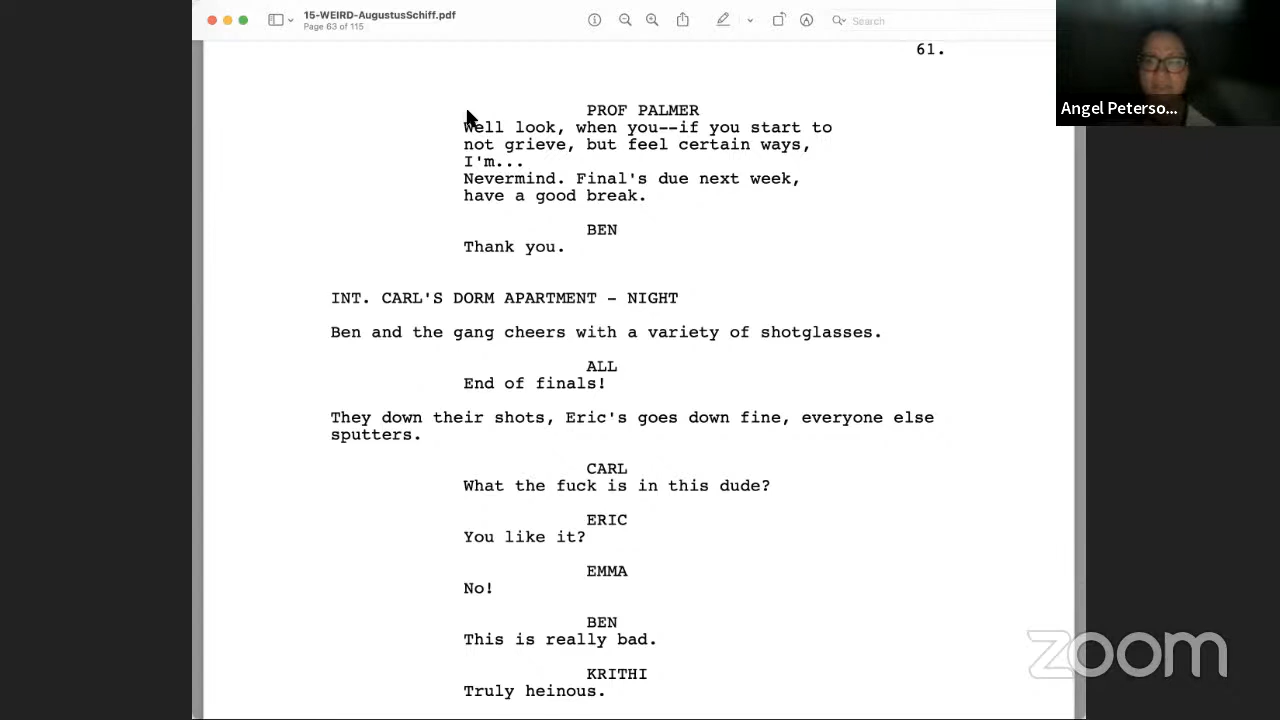 15-WEIRD-AugustusSchiff.pdf
Page 63 of 115
Search
Angel Peterso...
61.
PROF PALMER
Well look, when you--if you start to
not grieve, but feel certain ways,
I'm...
Nevermind. Final's due next week,
have a good break.
BEN
Thank you.
INT. CARL'S DORM APARTMENT - NIGHT
Ben and the gang cheers with a variety of shotglasses.
ALL
End of finals!
They down their shots, Eric's goes down fine, everyone else
sputters.
CARL
What the fuck is in this dude?
ERIC
You like it?
EMMA
No!
BEN
This is really bad.
KRITHI
Truly heinous.
zoom